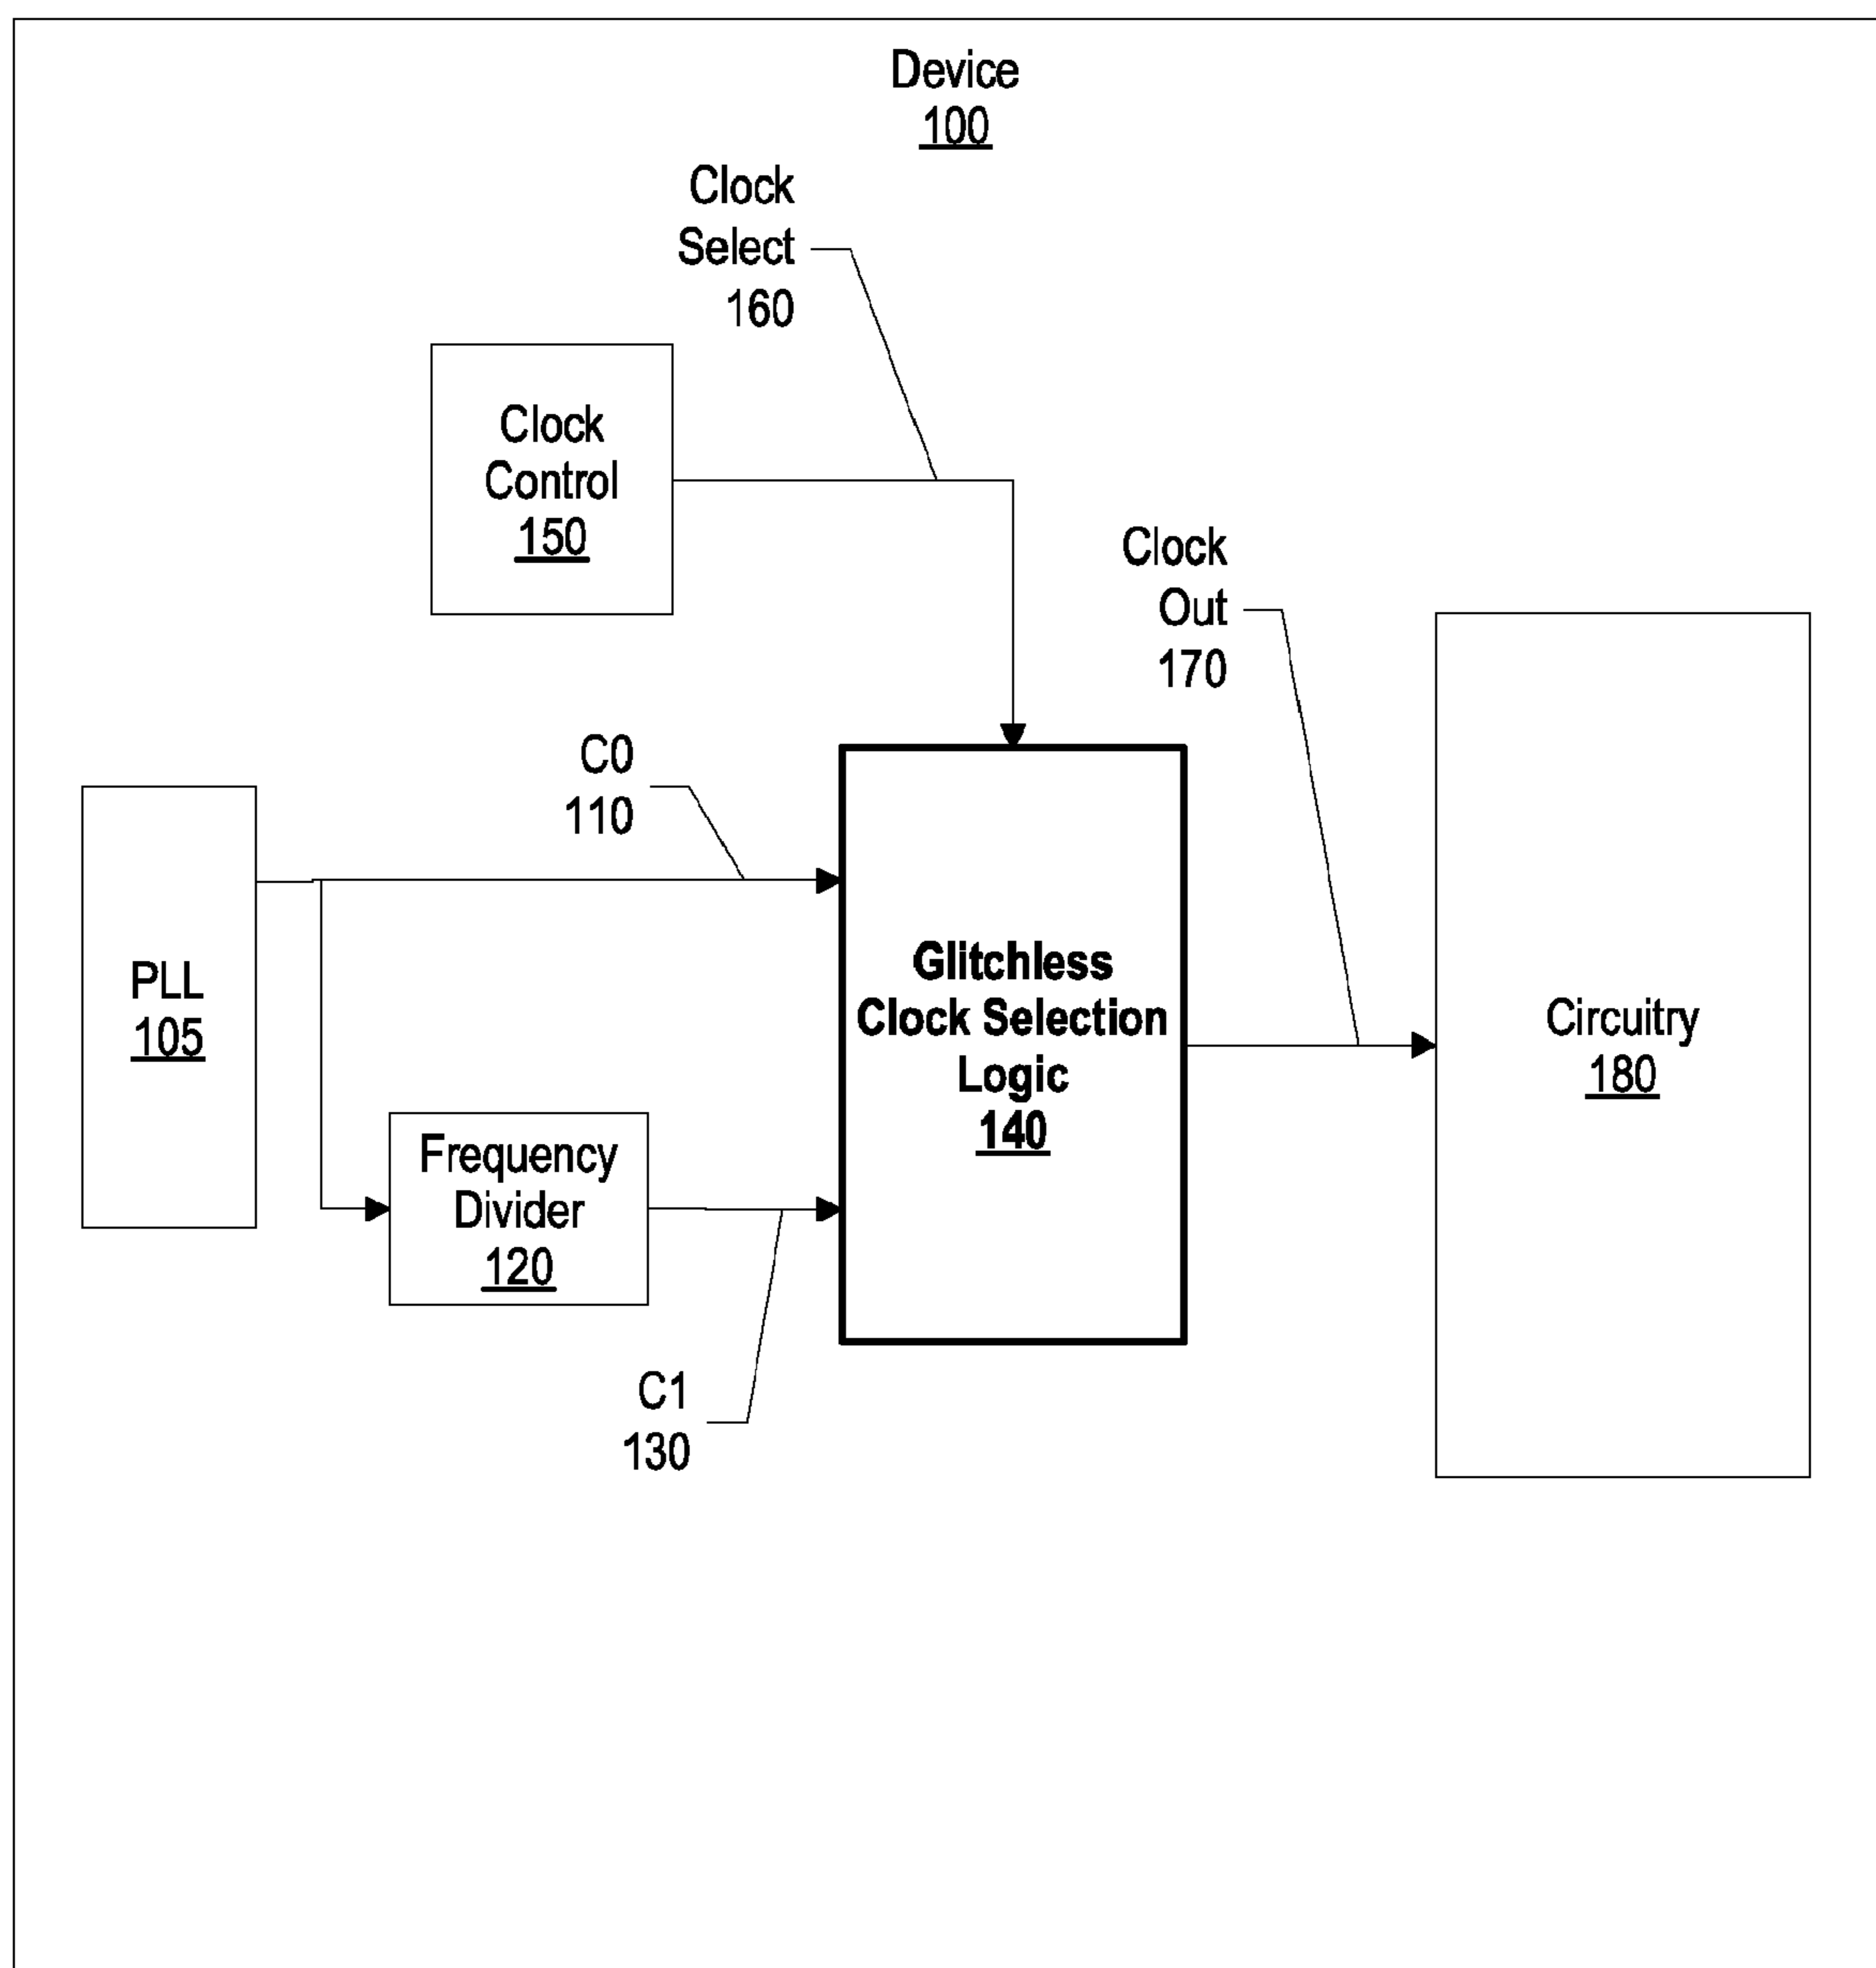 Device
100
Clock
Select
160
Clock
Control
150
Clock
Out
170
C0
110
PLL
105
Glitchless
Clock Selection
Logic
140
Circuitry
180
Frequency
Divider
120
C1
130